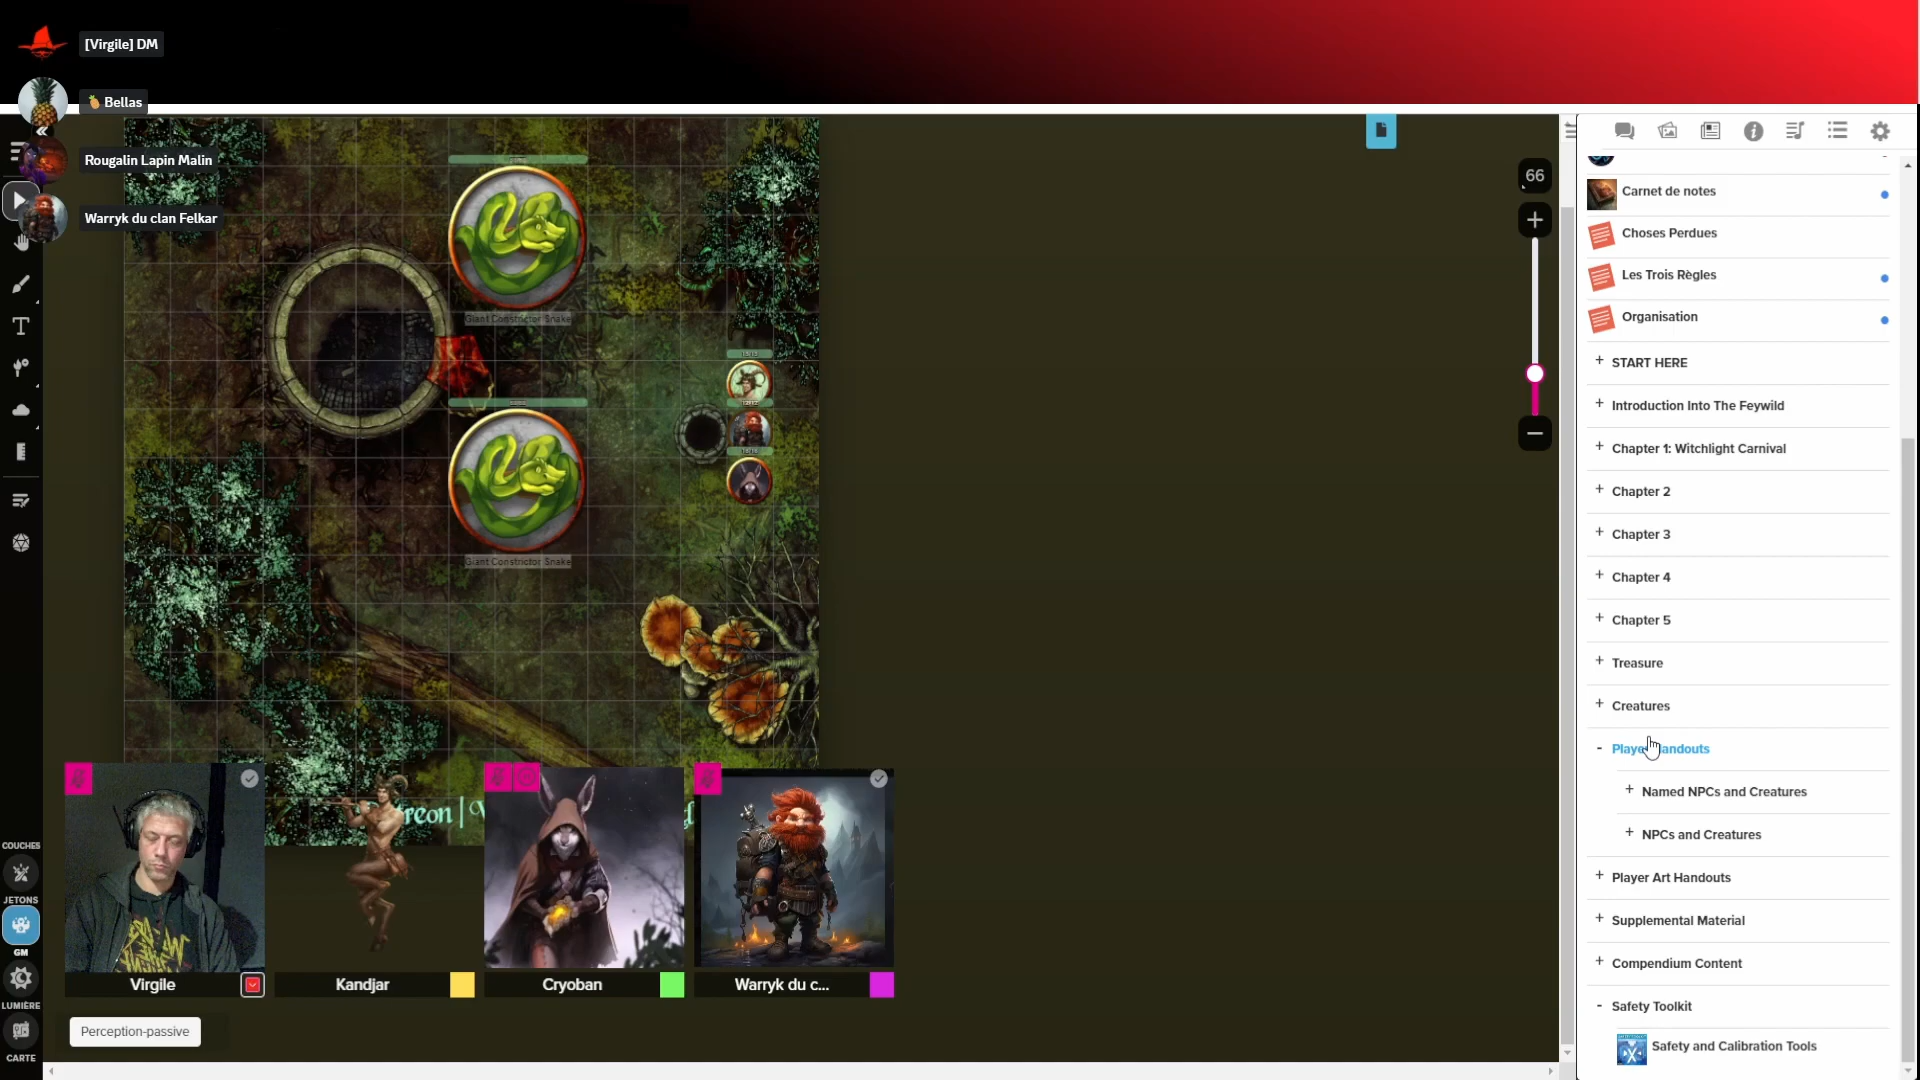 [Virgile] DM
Bellas
Rougalin Lapin Malin
Warryk du clan Felkar
Giant Constrictor Snake
Giant Constrictor Snake
66
Carnet de notes
Choses Perdues
Les Trois Règles
Organisation
START HERE
Introduction Into The Feywild
Chapter 1: Witchlight Carnival
Chapter 2
Chapter 3
Chapter 4
Chapter 5
Treasure
Creatures
Player Handouts
Named NPCs and Creatures
NPCs and Creatures
Player Art Handouts
Supplemental Material
Compendium Content
Safety Toolkit
Safety and Calibration Tools
COUCHES
JETONS
GM
LUMIÈRE
CARTE
Virgile
Kandjar
Cryoban
Warryk du c...
Perception-passive